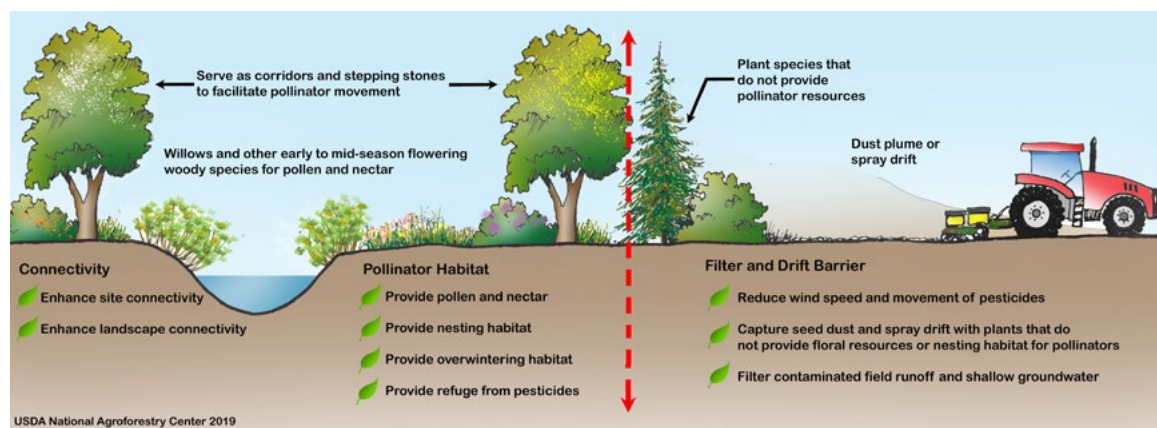 Serve as corridors and stepping stones
to facilitate pollinator movement
Willows and other early to mid-season flowering
woody species for pollen and nectar
Plant species that
do not provide
pollinator resources
Dust plume or
spray drift
Connectivity
Enhance site connectivity
Enhance landscape connectivity
Pollinator Habitat
Provide pollen and nectar
Provide nesting habitat
Provide overwintering habitat
Provide refuge from pesticides
Filter and Drift Barrier
Reduce wind speed and movement of pesticides
Capture seed dust and spray drift with plants that do
not provide floral resources or nesting habitat for pollinators
Filter contaminated field runoff and shallow groundwater
USDA National Agroforestry Center 2019